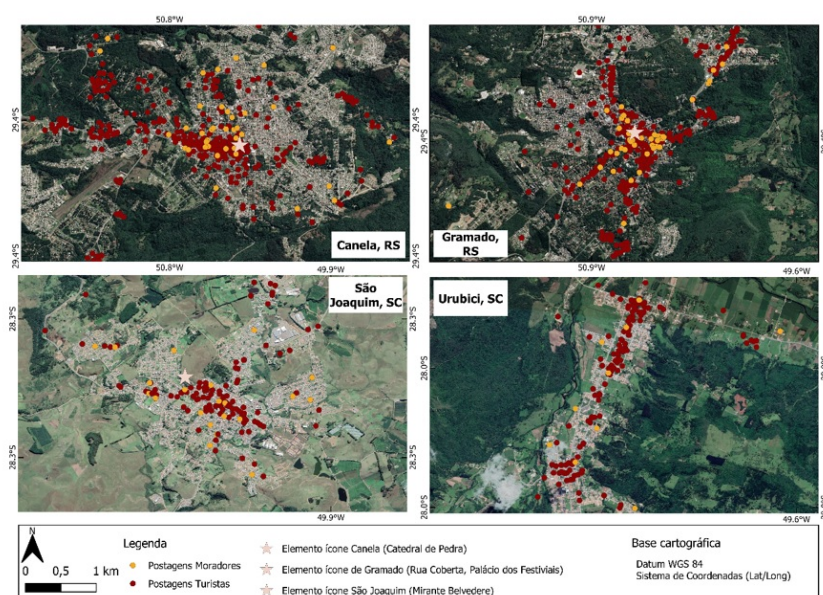 50.8°W
50.9°W
29.4°S
29.4°S
29.4°S
Canela, RS
Gramado,
RS
29.4°S
50.8°W
49.9°W
50.9°W
49.6°W
São
Joaquim, SC
Urubici, SC
28.3°S
28.3°S
28.0°S
28.3°S
28.3°S
28.0°S
49.9°W
49.6°W
N
0 0,5 1 km
Legenda
Postagens Moradores
Postagens Turistas
Elemento ícone Canela (Catedral de Pedra)
Elemento ícone de Gramado (Rua Coberta, Palácio dos Festiviais)
Elemento ícone São Joaquim (Mirante Belvedere)
Base cartográfica
Datum WGS 84
Sistema de Coordenadas (Lat/Long)